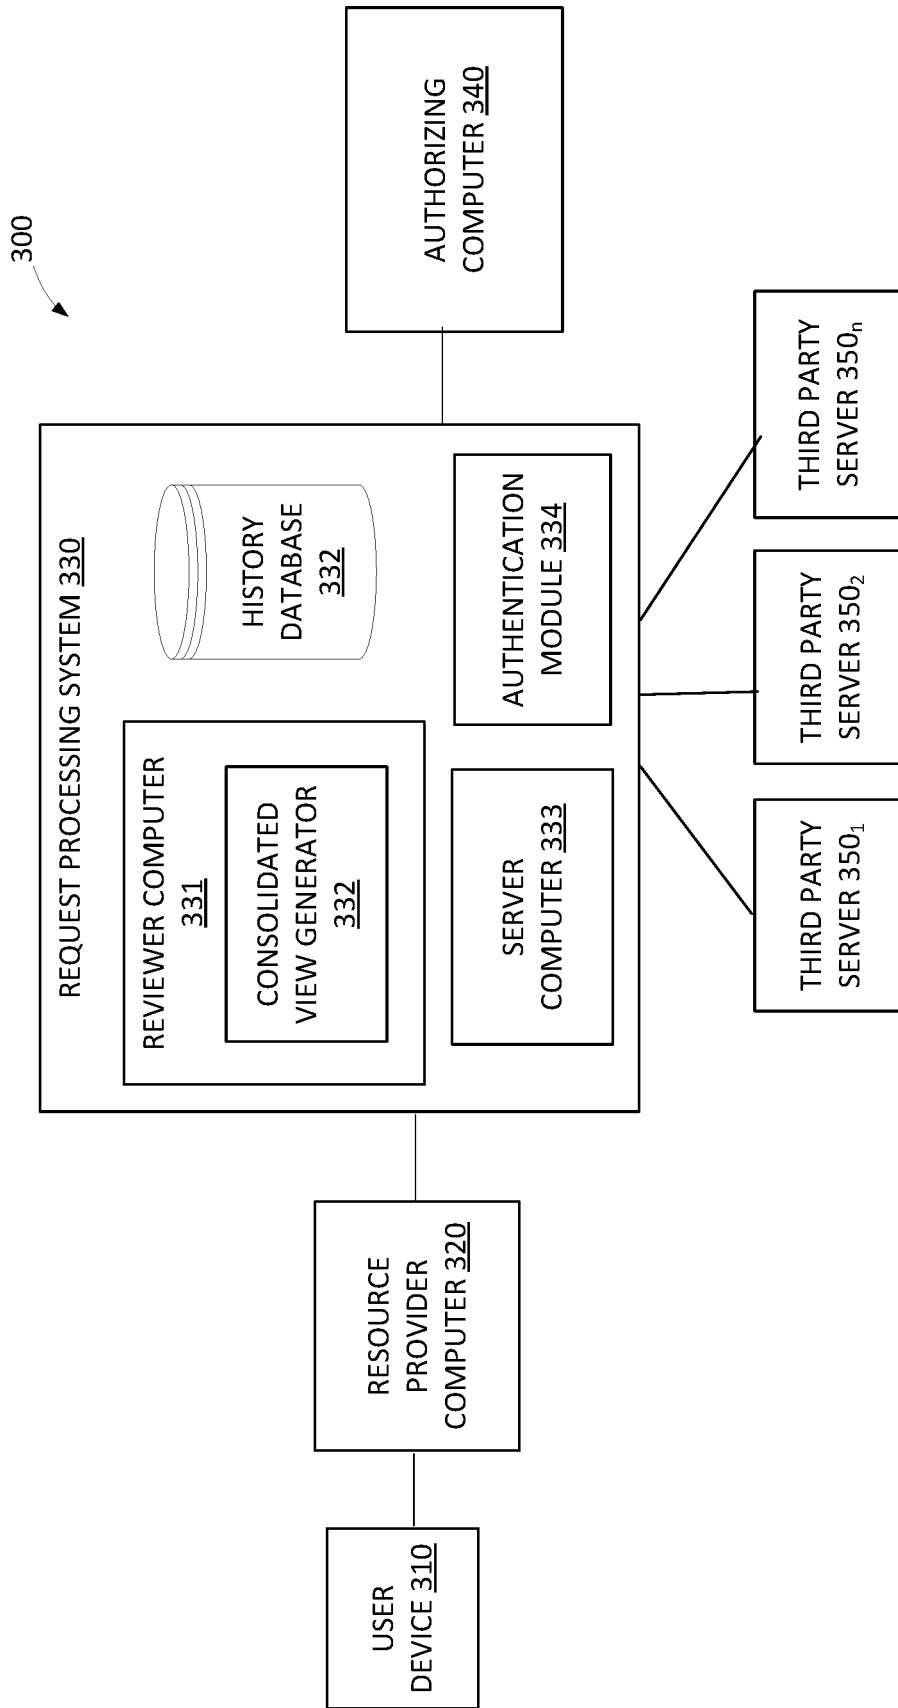 300
REQUEST PROCESSING SYSTEM 330
REVIEWER COMPUTER
331
CONSOLIDATED
VIEW GENERATOR
332
HISTORY
DATABASE
332
SERVER
COMPUTER 333
AUTHENTICATION
MODULE 334
USER
DEVICE 310
RESOURCE
PROVIDER
COMPUTER 320
AUTHORIZING
COMPUTER 340
THIRD PARTY
SERVER 350₁
THIRD PARTY
SERVER 350₂
THIRD PARTY
SERVER 350ₙ